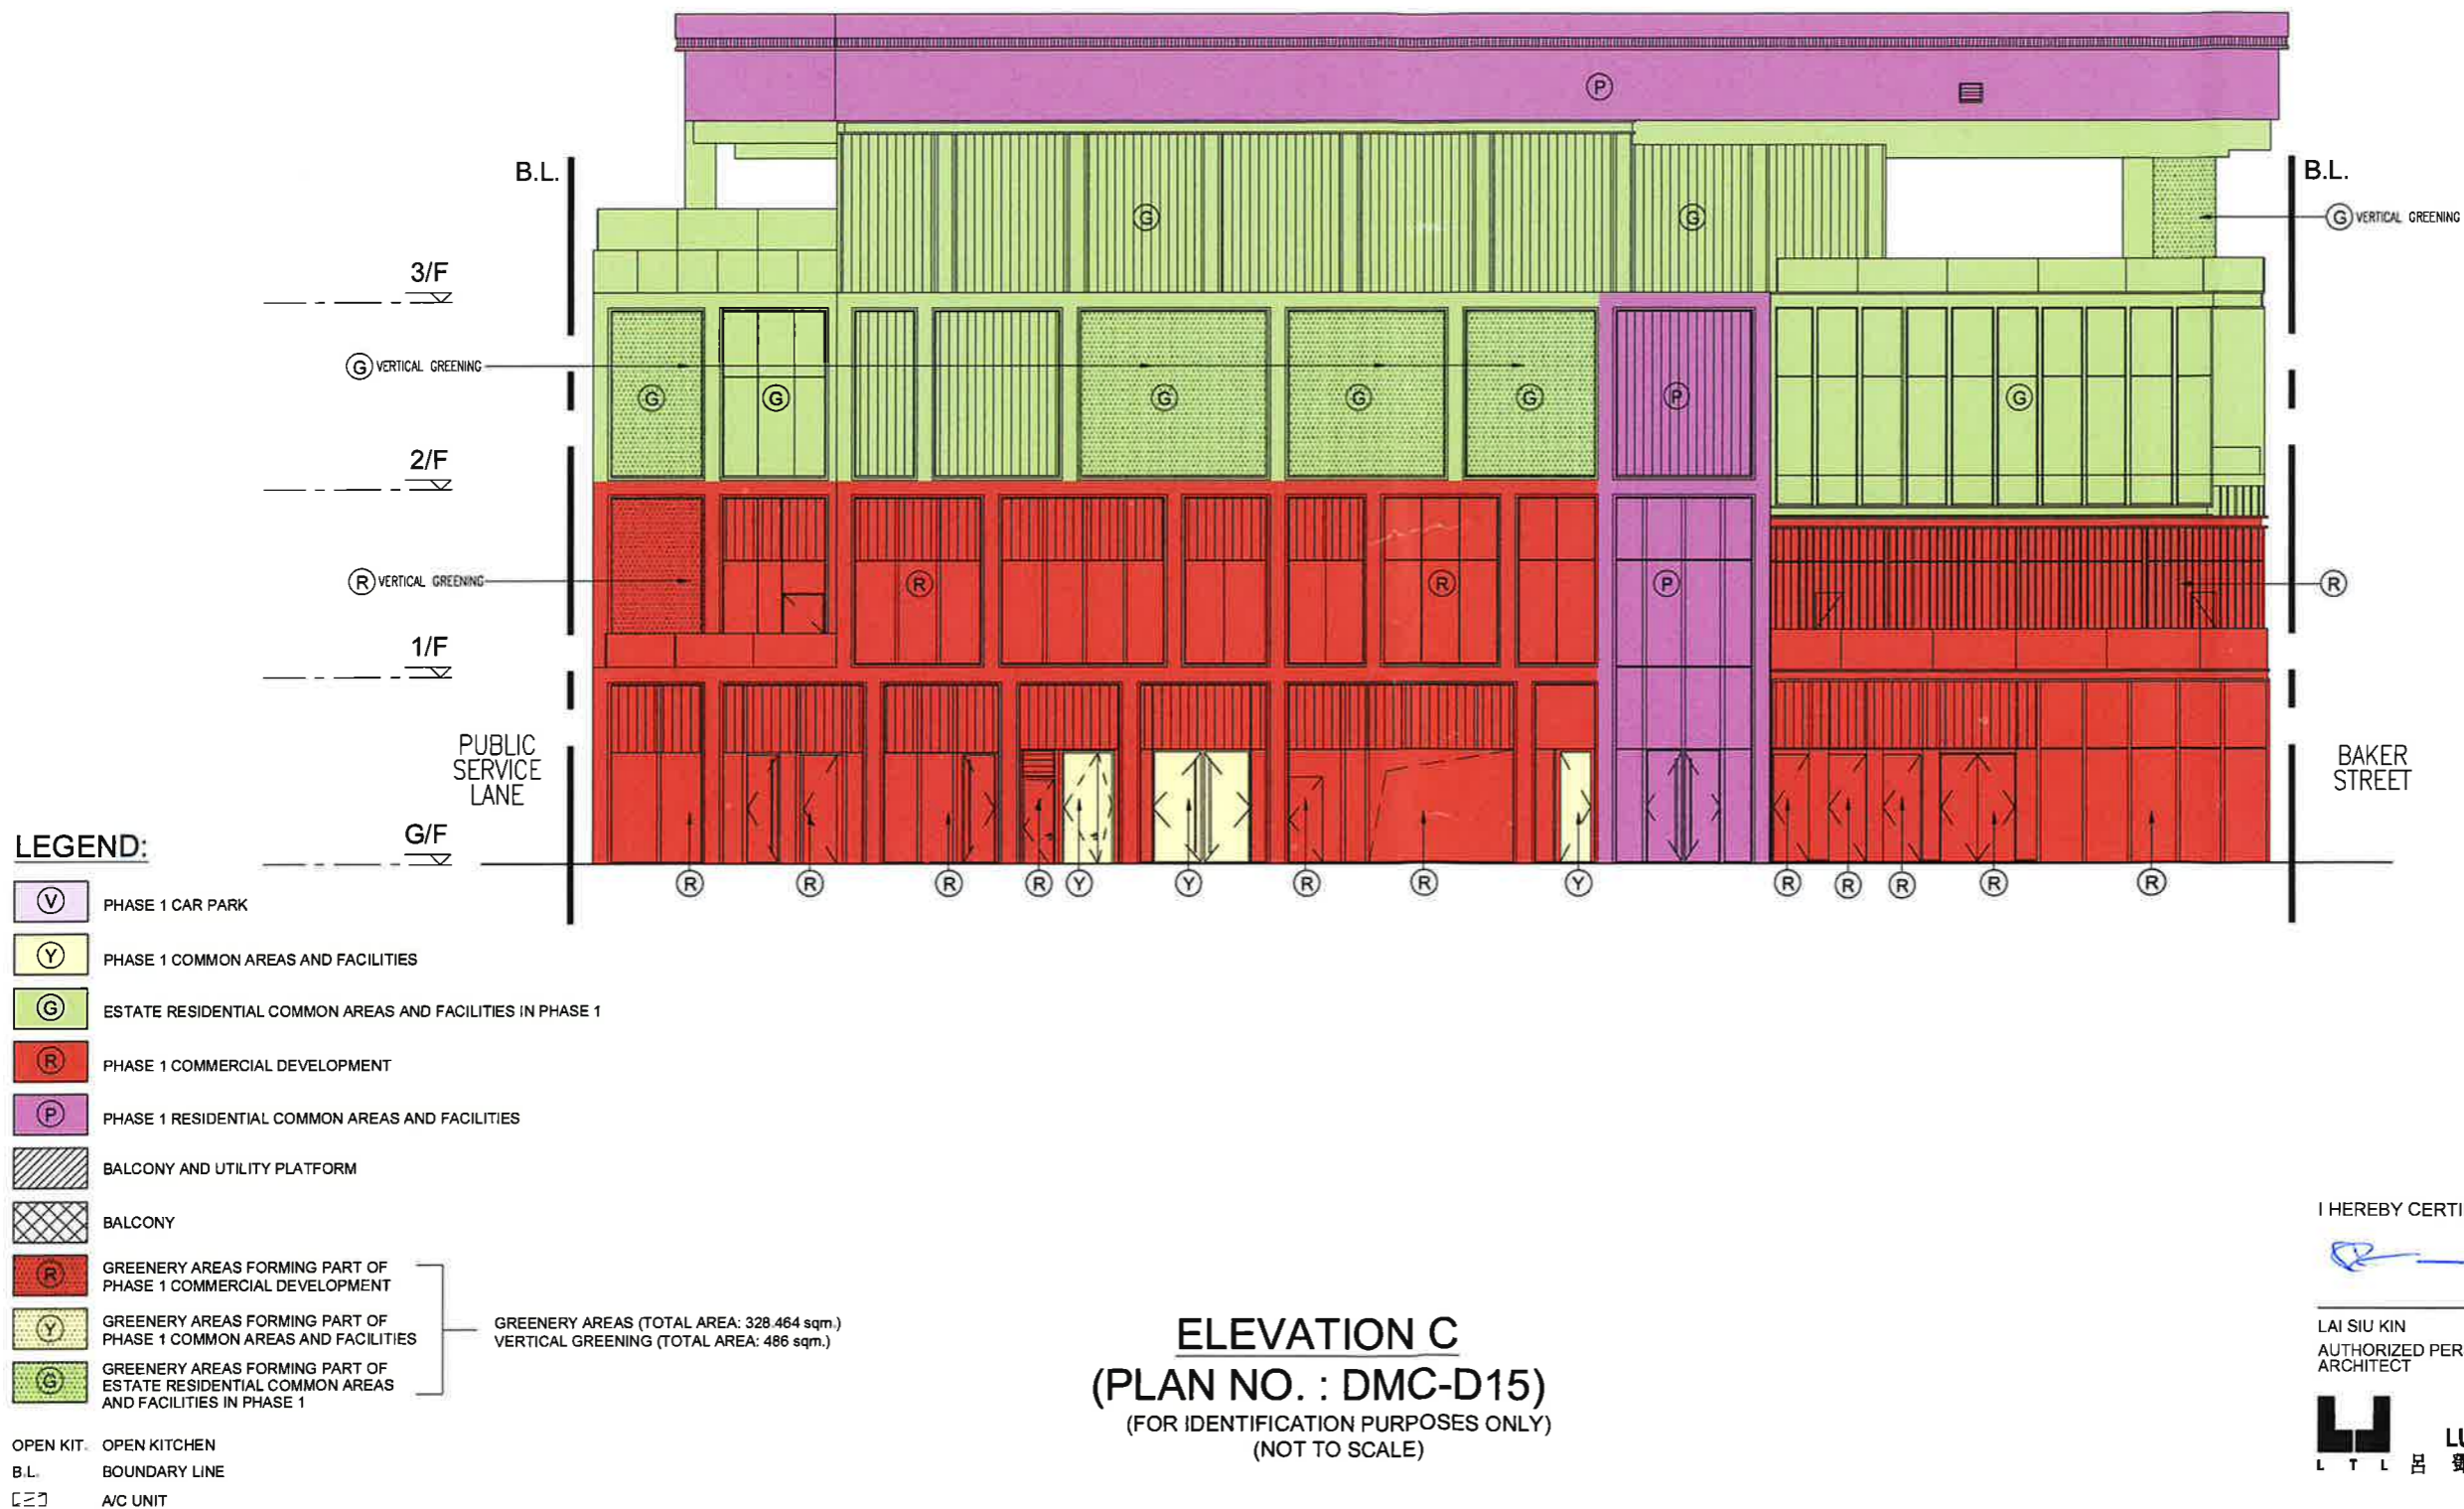 P
B.L.
B.L.
G
G
G VERTICAL GREENING
3/F
G VERTICAL GREENING
G
G
G
G
G
P
G
2/F
R VERTICAL GREENING
R
R
P
R
1/F
PUBLIC
SERVICE
LANE
BAKER
STREET
G/F
R
R
R
R
Y
Y
R
R
Y
R
R
R
R
R
LEGEND:
V PHASE 1 CAR PARK
Y PHASE 1 COMMON AREAS AND FACILITIES
G ESTATE RESIDENTIAL COMMON AREAS AND FACILITIES IN PHASE 1
R PHASE 1 COMMERCIAL DEVELOPMENT
P PHASE 1 RESIDENTIAL COMMON AREAS AND FACILITIES
BALCONY AND UTILITY PLATFORM
BALCONY
R GREENERY AREAS FORMING PART OF
PHASE 1 COMMERCIAL DEVELOPMENT
Y GREENERY AREAS FORMING PART OF
PHASE 1 COMMON AREAS AND FACILITIES
G GREENERY AREAS FORMING PART OF
ESTATE RESIDENTIAL COMMON AREAS
AND FACILITIES IN PHASE 1
GREENERY AREAS (TOTAL AREA: 328.464 sqm.)
VERTICAL GREENING (TOTAL AREA: 486 sqm.)
OPEN KIT. OPEN KITCHEN
B.L. BOUNDARY LINE
A/C UNIT
ELEVATION C
(PLAN NO. : DMC-D15)
(FOR IDENTIFICATION PURPOSES ONLY)
(NOT TO SCALE)
I HEREBY CERTI
LAI SIU KIN
AUTHORIZED PER
ARCHITECT
LU
L T L 呂